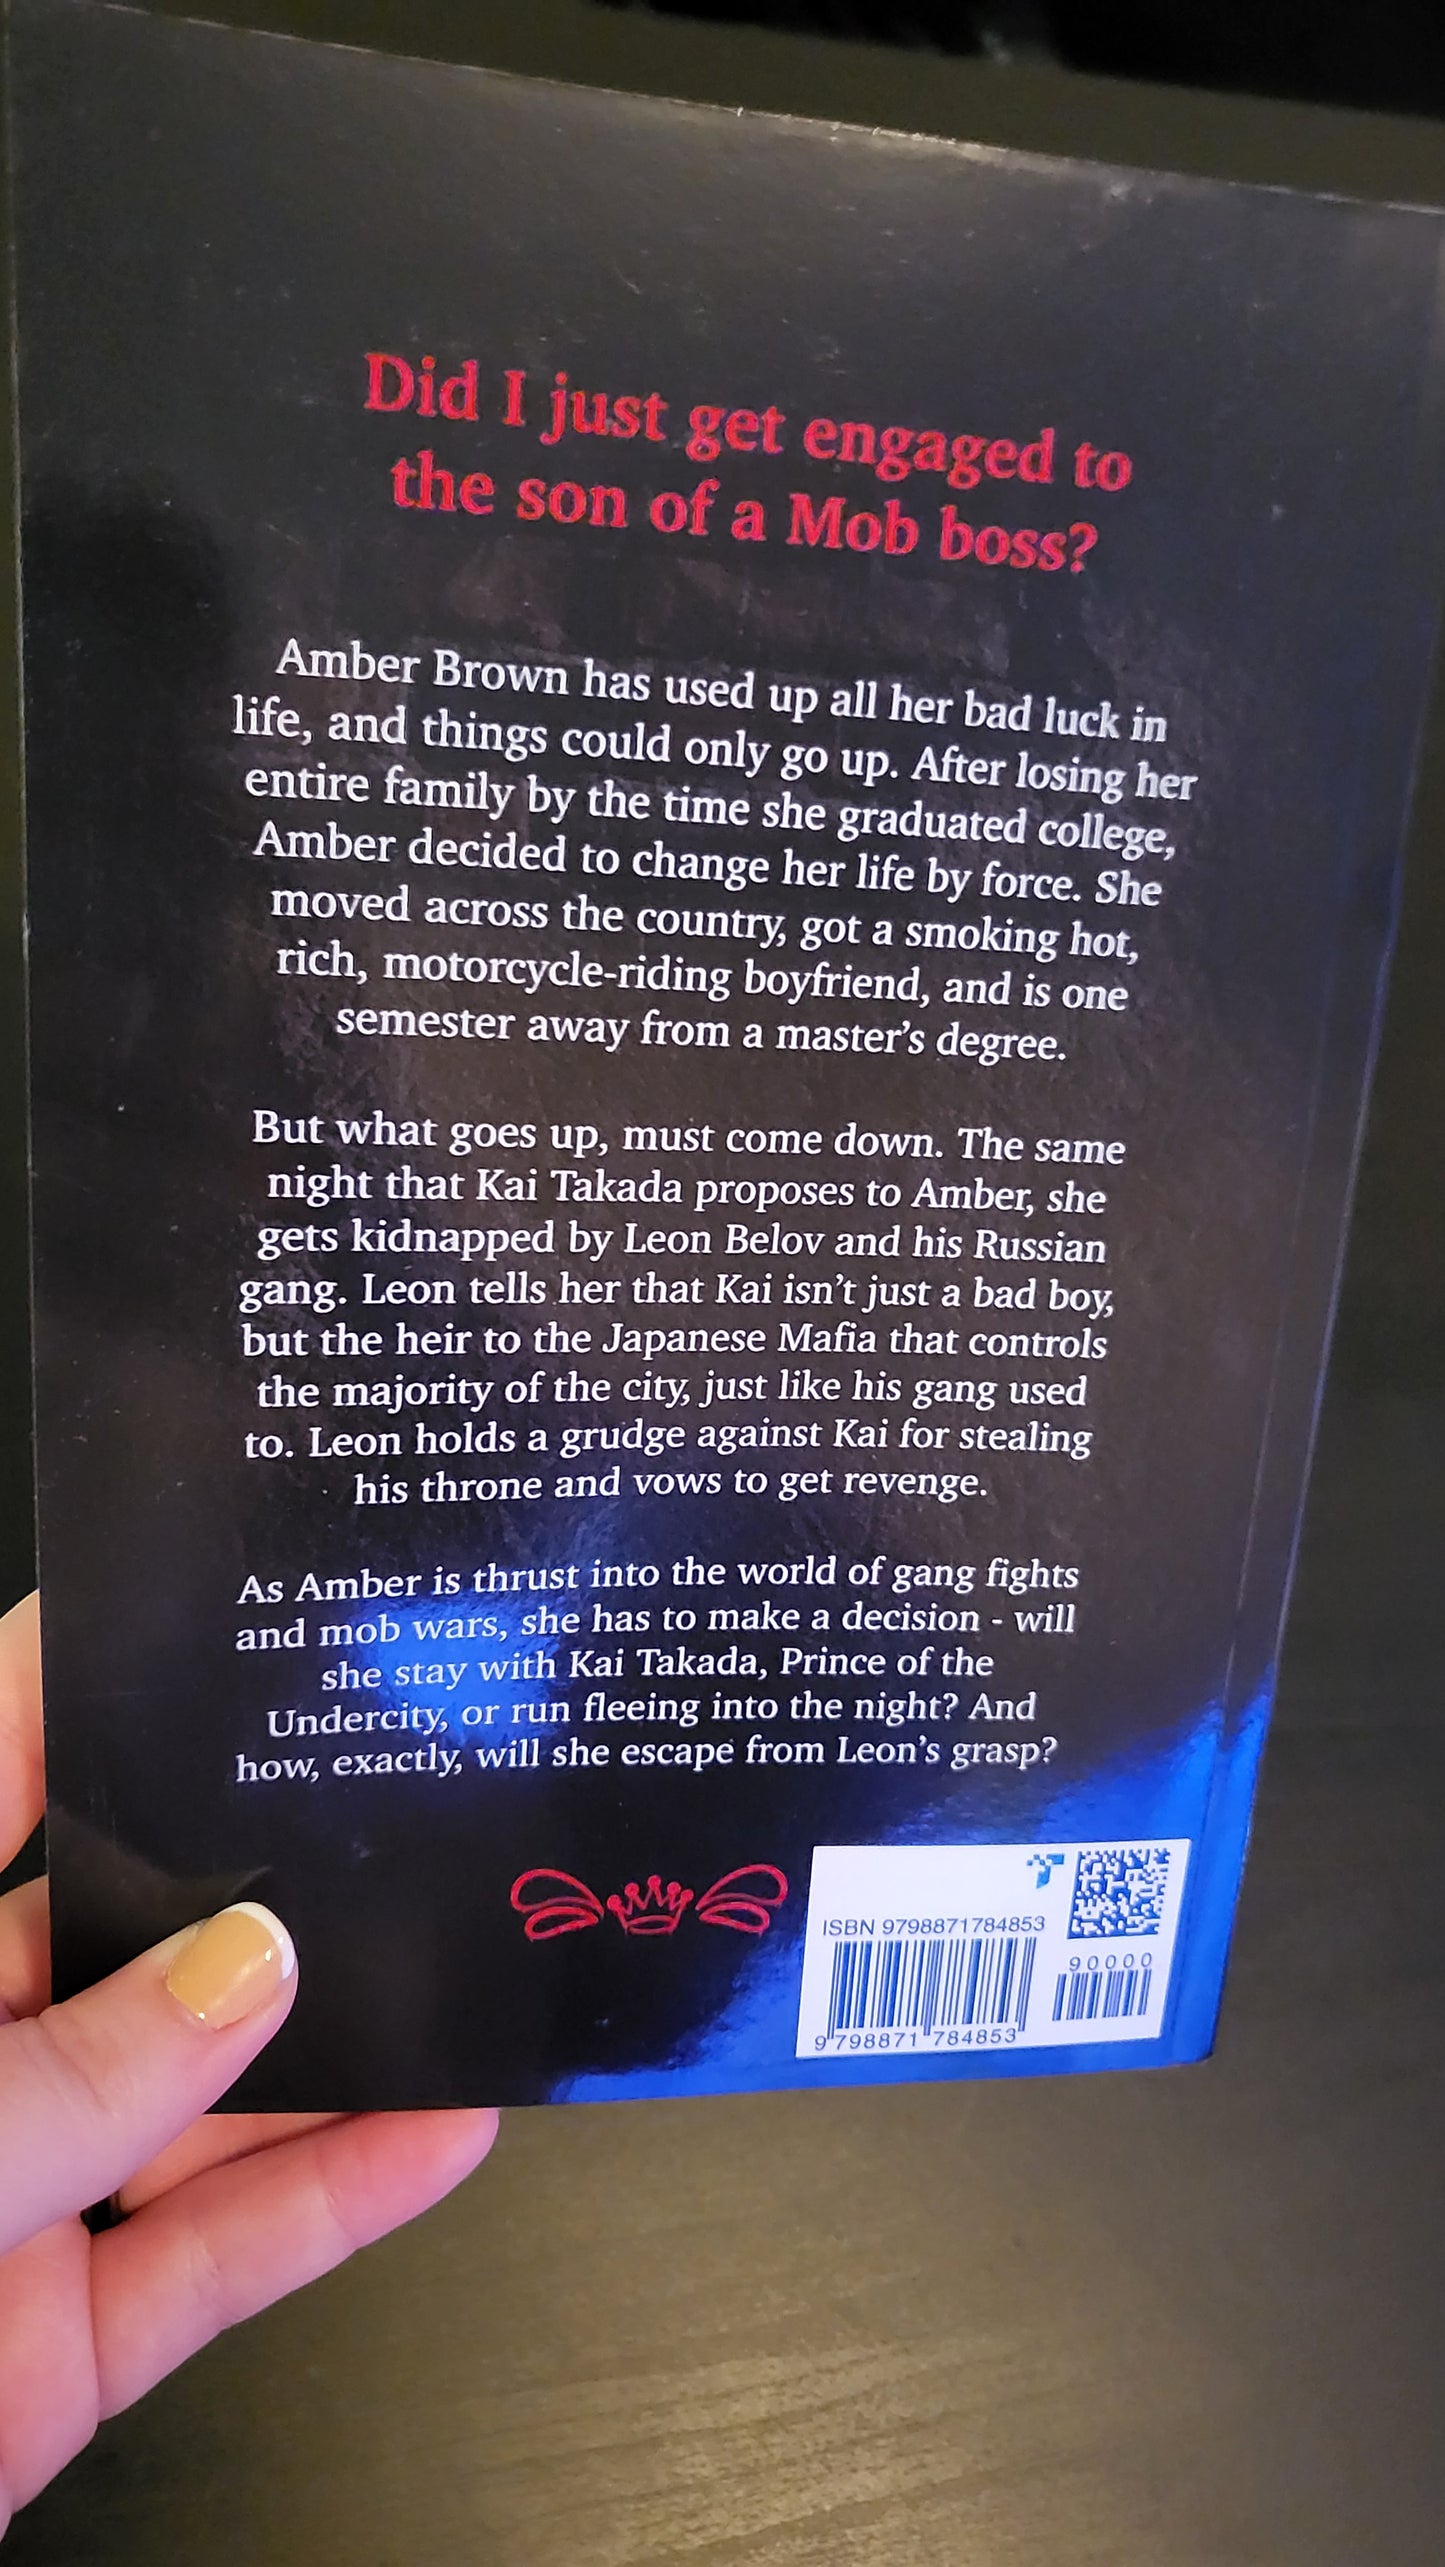 Did I just get engaged to
the son of a Mob boss?
Amber Brown has used up all her bad luck in
life, and things could only go up. After losing her
entire family by the time she graduated college,
Amber decided to change her life by force. She
moved across the country, got a smoking hot,
rich, motorcycle-riding boyfriend, and is one
semester away from a master’s degree.
But what goes up, must come down. The same
night that Kai Takada proposes to Amber, she
gets kidnapped by Leon Belov and his Russian
gang. Leon tells her that Kai isn’t just a bad boy,
but the heir to the Japanese Mafia that controls
the majority of the city, just like his gang used
to. Leon holds a grudge against Kai for stealing
his throne and vows to get revenge.
As Amber is thrust into the world of gang fights
and mob wars, she has to make a decision - will
she stay with Kai Takada, Prince of the
Undercity, or run fleeing into the night? And
how, exactly, will she escape from Leon’s grasp?
ISBN 9798871784853
90000
9 798871 784853